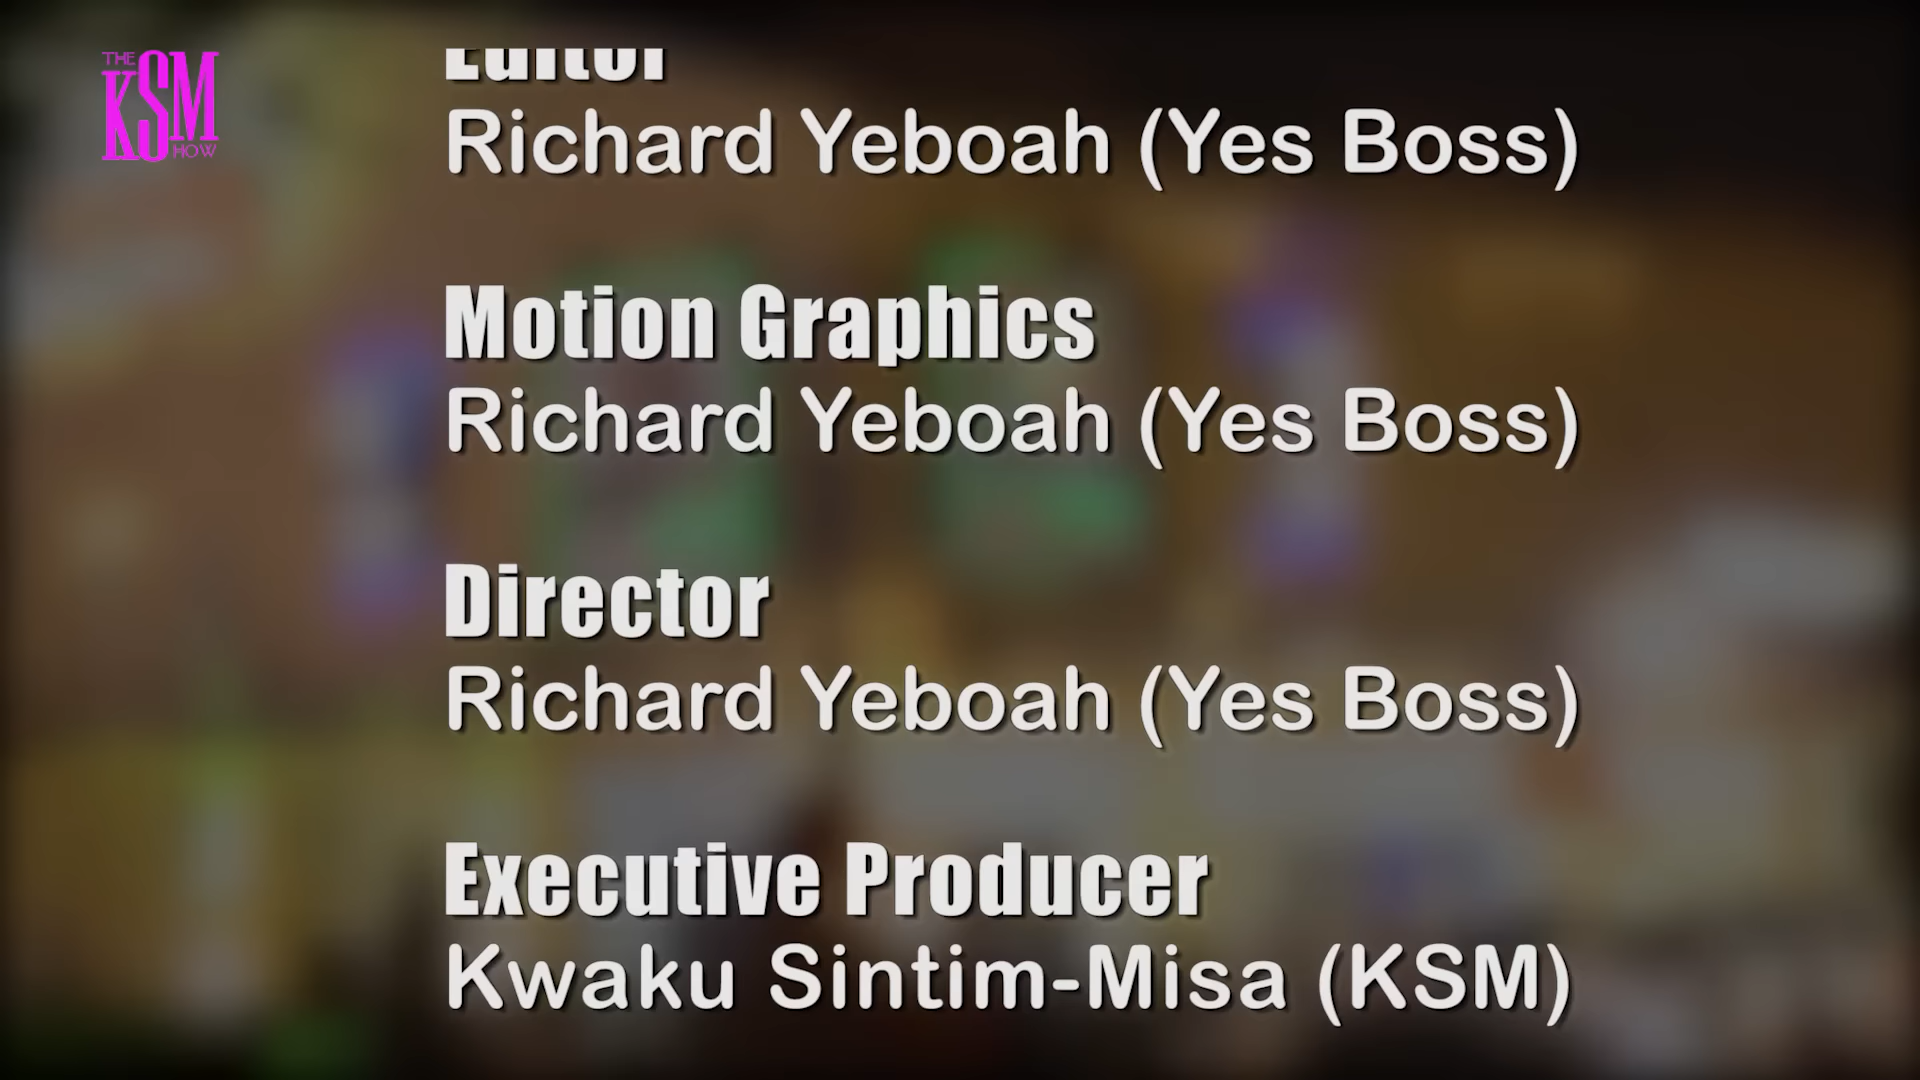 THE
KSM
SHOW
Editor
Richard Yeboah (Yes Boss)
Motion Graphics
Richard Yeboah (Yes Boss)
Director
Richard Yeboah (Yes Boss)
Executive Producer
Kwaku Sintim-Misa (KSM)